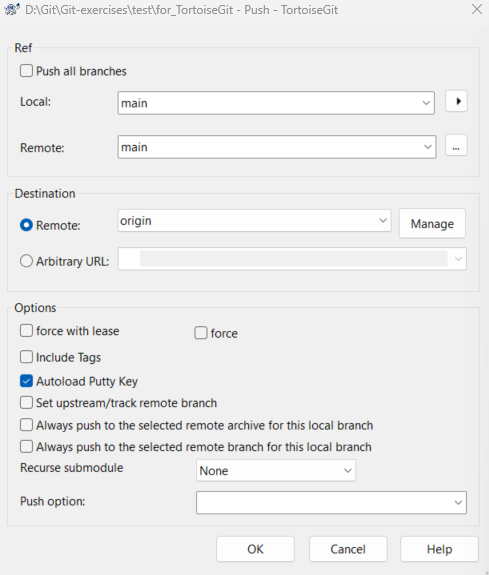 D:\Git\Git-exercises\test\for_TortoiseGit - Push - TortoiseGit
Ref
Push all branches
Local: main
Remote: main ...
Destination
Remote: origin Manage
Arbitrary URL:
Options
force with lease force
Include Tags
Autoload Putty Key
Set upstream/track remote branch
Always push to the selected remote archive for this local branch
Always push to the selected remote branch for this local branch
Recurse submodule None
Push option:
OK Cancel Help